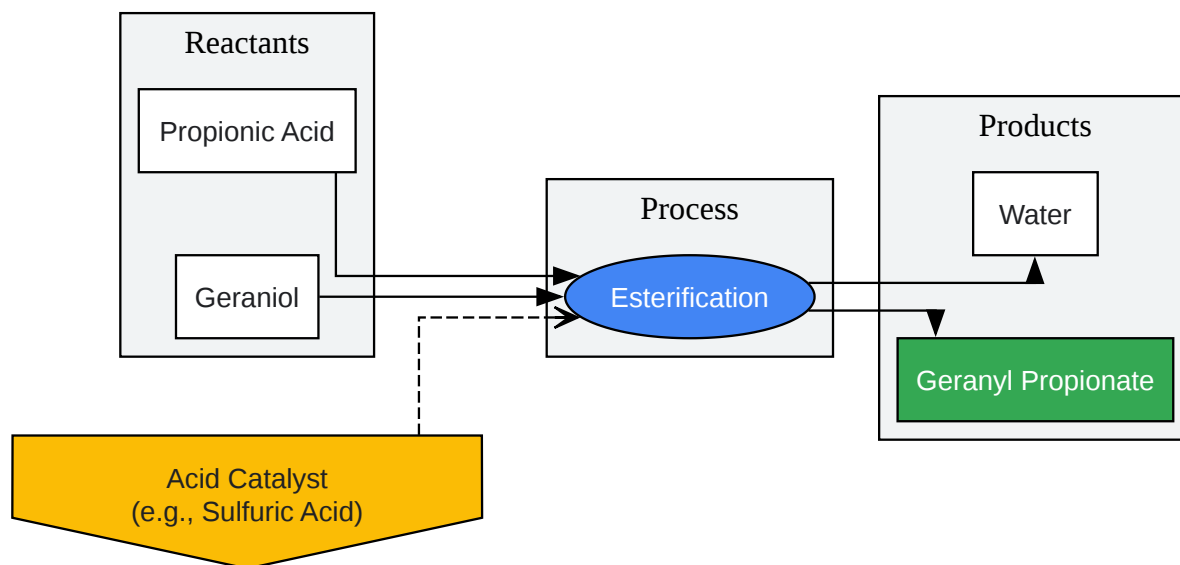 Reactants
Propionic Acid
Geraniol
Process
Esterification
Products
Water
Geranyl Propionate
Acid Catalyst
(e.g., Sulfuric Acid)